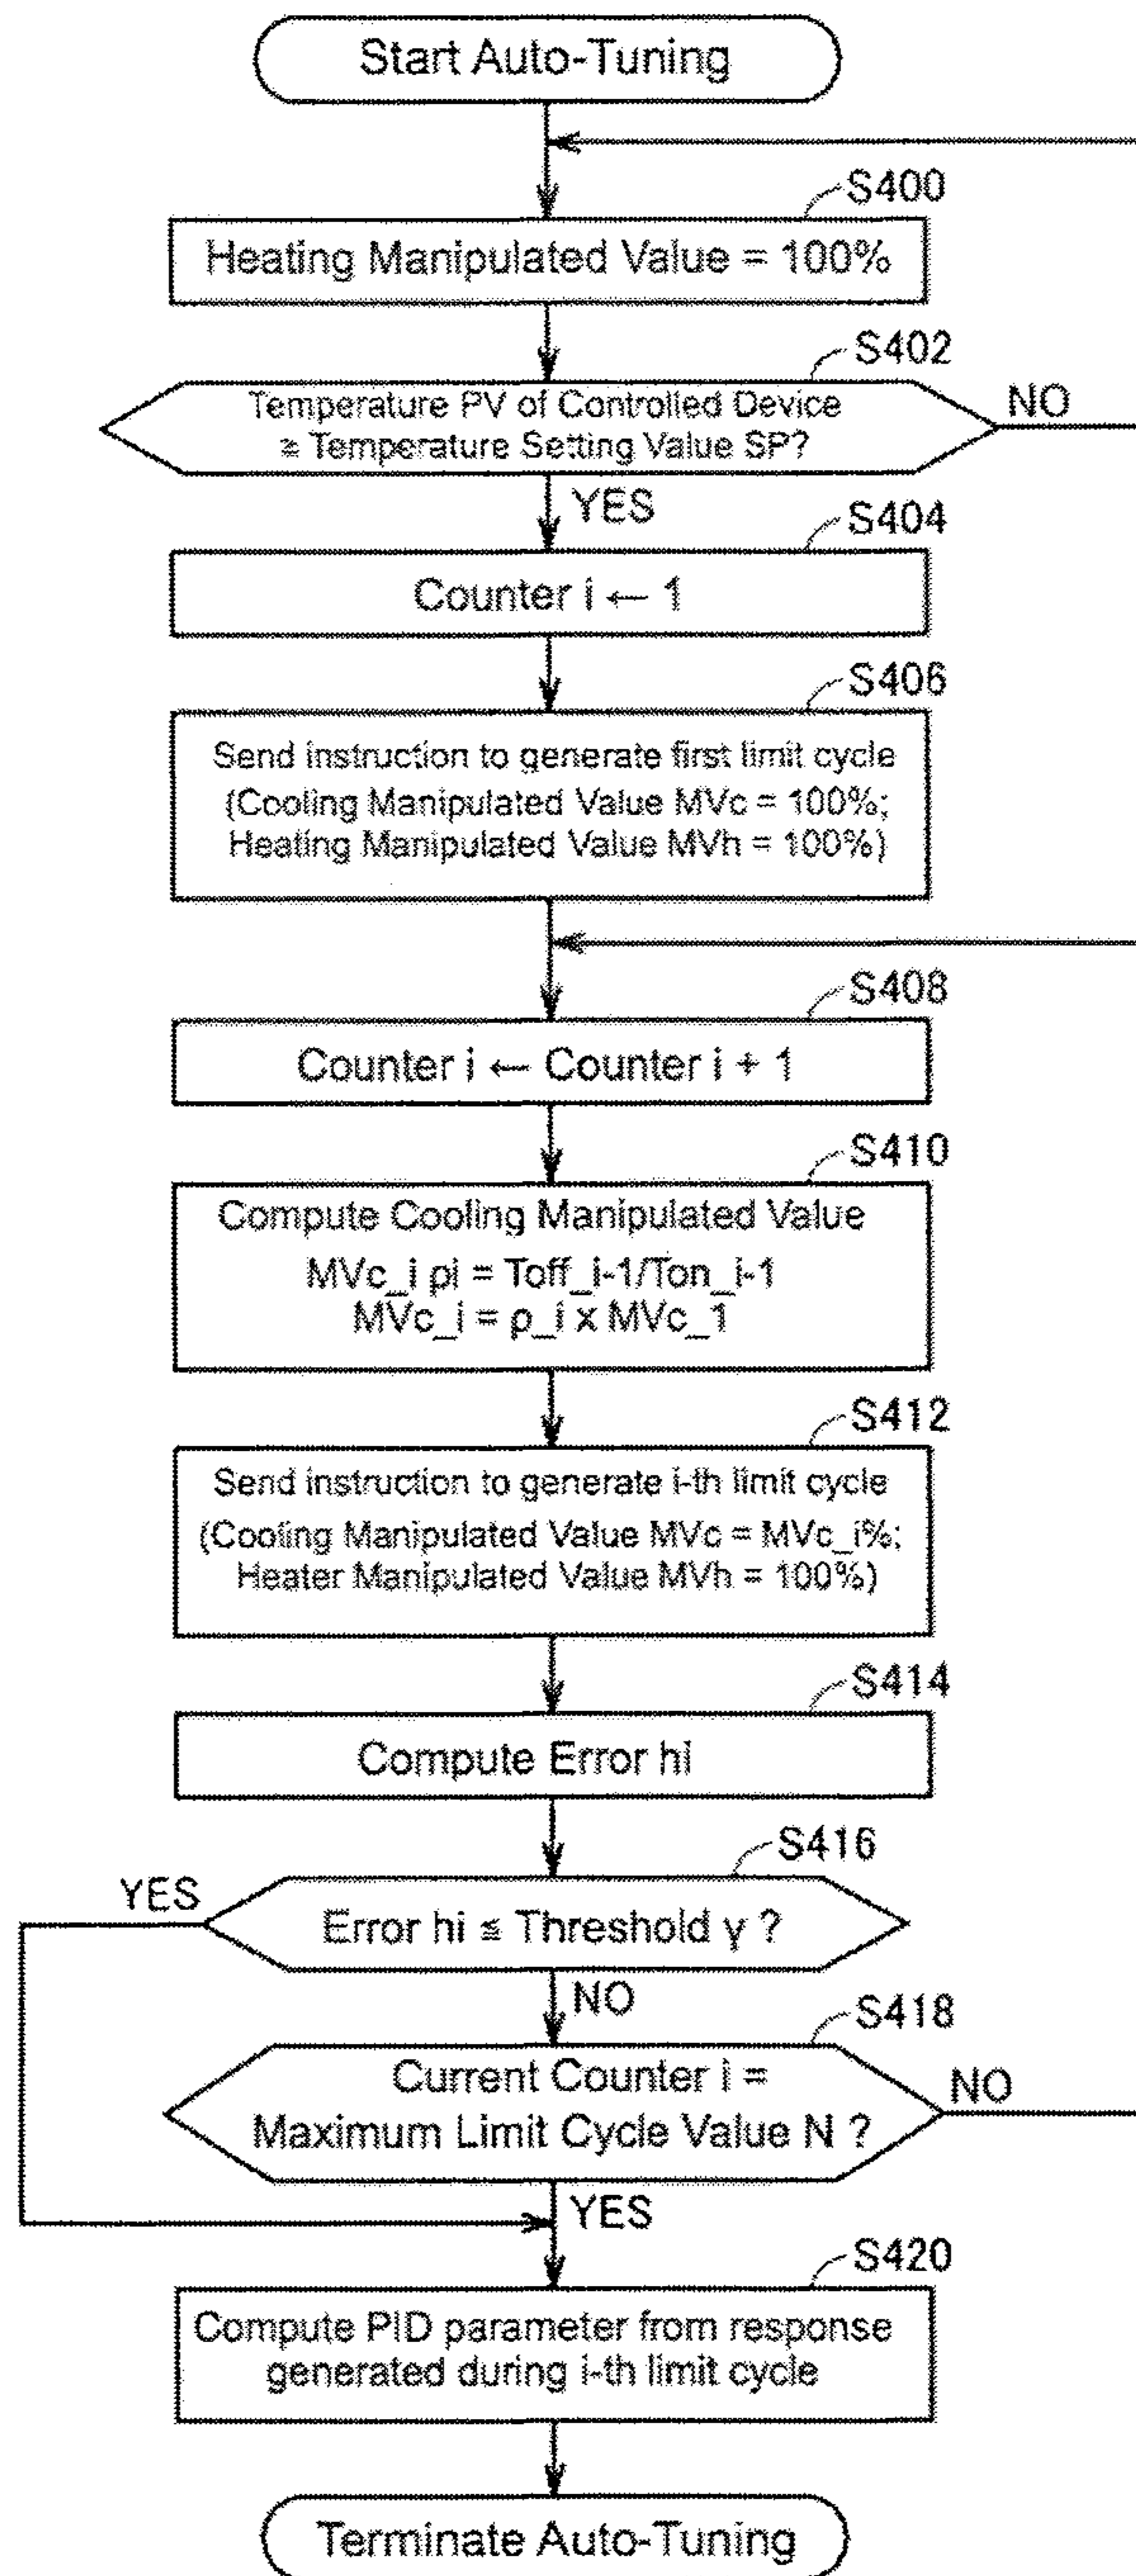 Start Auto-Tuning
S400
Heating Manipulated Value = 100%
S402
Temperature PV of Controlled Device
≧ Temperature Setting Value SP?
NO
YES
S404
Counter i ← 1
S406
Send instruction to generate first limit cycle
(Cooling Manipulated Value MVc = 100%;
Heating Manipulated Value MVh = 100%)
S408
Counter i ← Counter i + 1
S410
Compute Cooling Manipulated Value
MVc_i ρi = Toff_i-1/Ton_i-1
MVc_i = ρ_i x MVc_1
S412
Send instruction to generate i-th limit cycle
(Cooling Manipulated Value MVc = MVc_i%;
Heater Manipulated Value MVh = 100%)
S414
Compute Error hi
S416
YES
Error hi ≦ Threshold γ ?
NO
S418
Current Counter i =
Maximum Limit Cycle Value N ?
NO
YES
S420
Compute PID parameter from response
generated during i-th limit cycle
Terminate Auto-Tuning